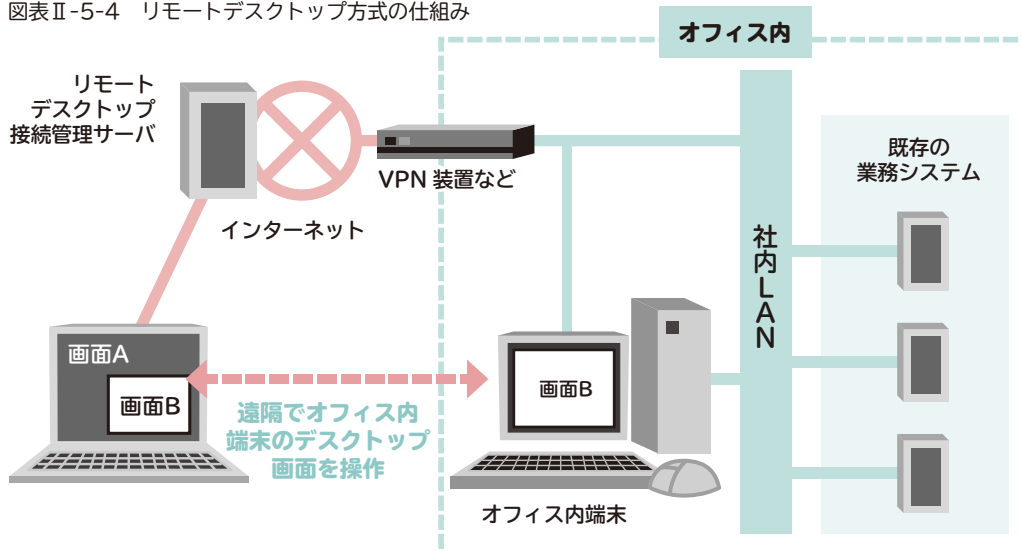 図表Ⅱ-5-4　リモートデスクトップ方式の仕組み
オフィス内
リモート
デスクトップ
接続管理サーバ
VPN 装置など
インターネット
既存の
業務システム
社内LAN
画面A
画面B
遠隔でオフィス内
端末のデスクトップ
画面を操作
画面B
オフィス内端末